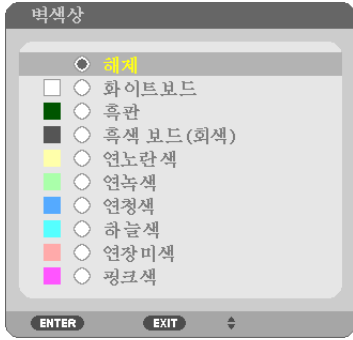 벽색상
해제
화이트보드
흑판
흑색 보드(회색)
연노란색
연녹색
연청색
하늘색
연장미색
핑크색
ENTER EXIT